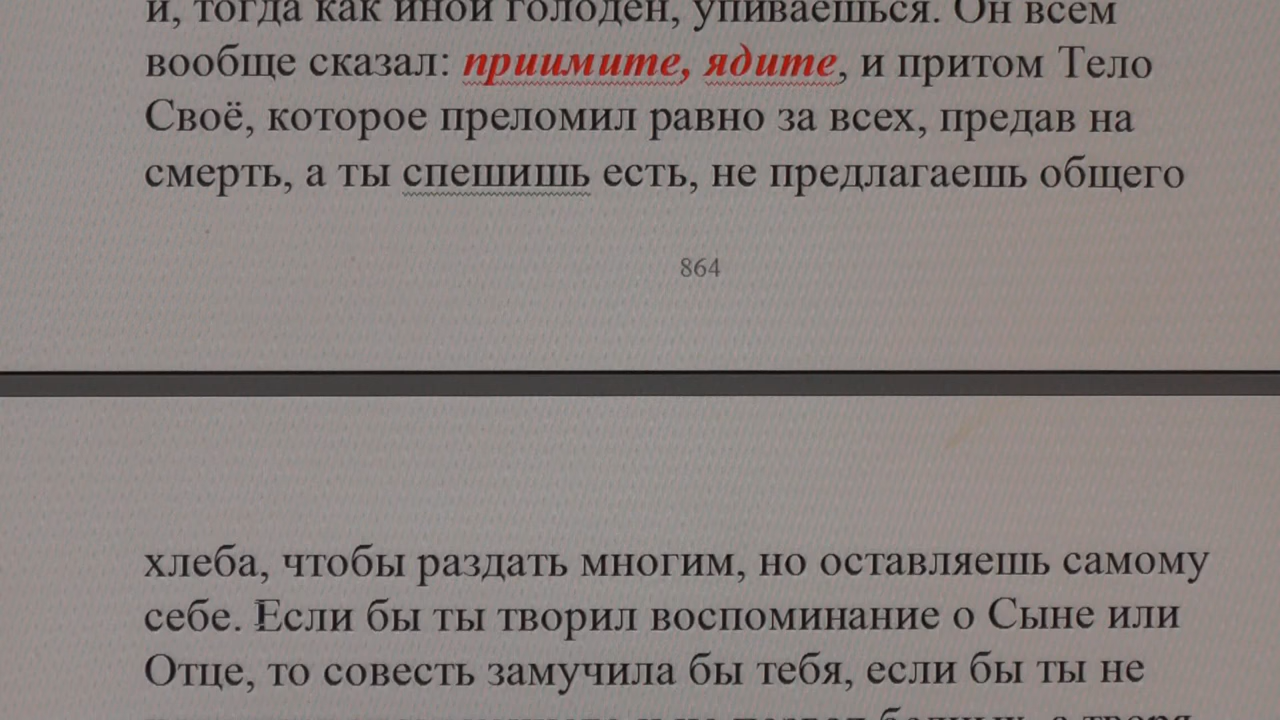 и, тогда как иной голоден, упиваешься. Он всем
вообще сказал: приимите, ядите, и притом Тело
Своё, которое преломил равно за всех, предав на
смерть, а ты спешишь есть, не предлагаешь общего
864
хлеба, чтобы раздать многим, но оставляешь самому
себе. Если бы ты творил воспоминание о Сыне или
Отце, то совесть замучила бы тебя, если бы ты не